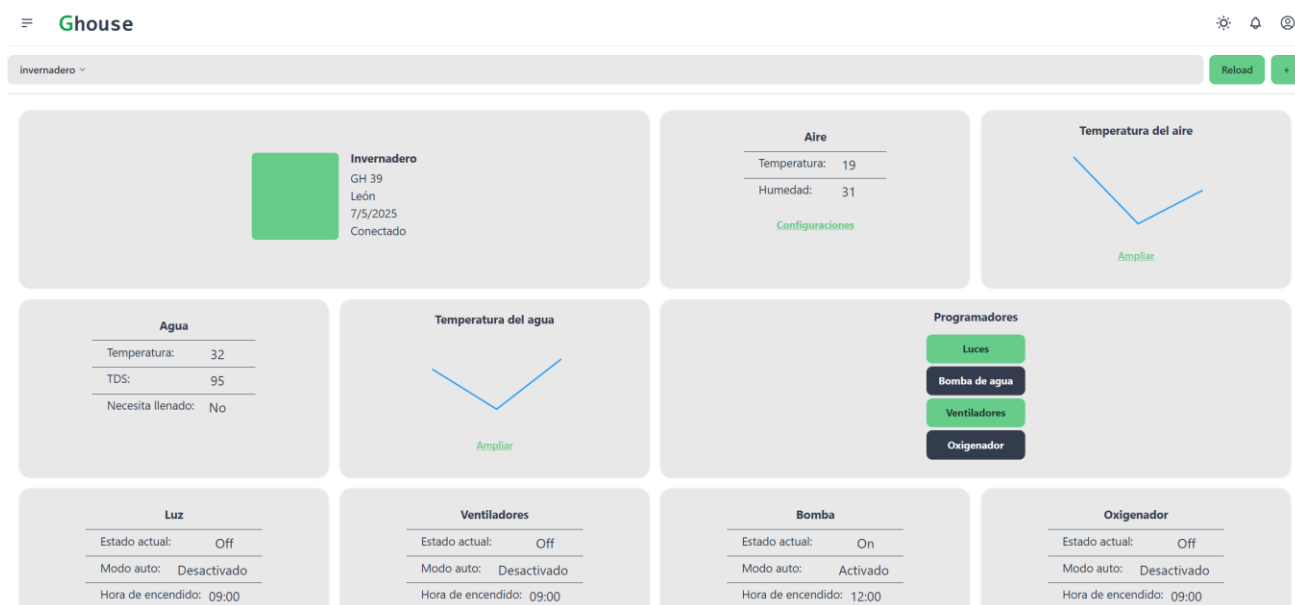 Ghouse
invernadero
Reload
+
Invernadero
GH 39
León
7/5/2025
Conectado
Aire
Temperatura: 19
Humedad: 31
Configuraciones
Temperatura del aire
Ampliar
Agua
Temperatura: 32
TDS: 95
Necesita llenado: No
Temperatura del agua
Ampliar
Programadores
Luces
Bomba de agua
Ventiladores
Oxigenador
Luz
Estado actual: Off
Modo auto: Desactivado
Hora de encendido: 09:00
Ventiladores
Estado actual: Off
Modo auto: Desactivado
Hora de encendido: 09:00
Bomba
Estado actual: On
Modo auto: Activado
Hora de encendido: 12:00
Oxigenador
Estado actual: Off
Modo auto: Desactivado
Hora de encendido: 09:00